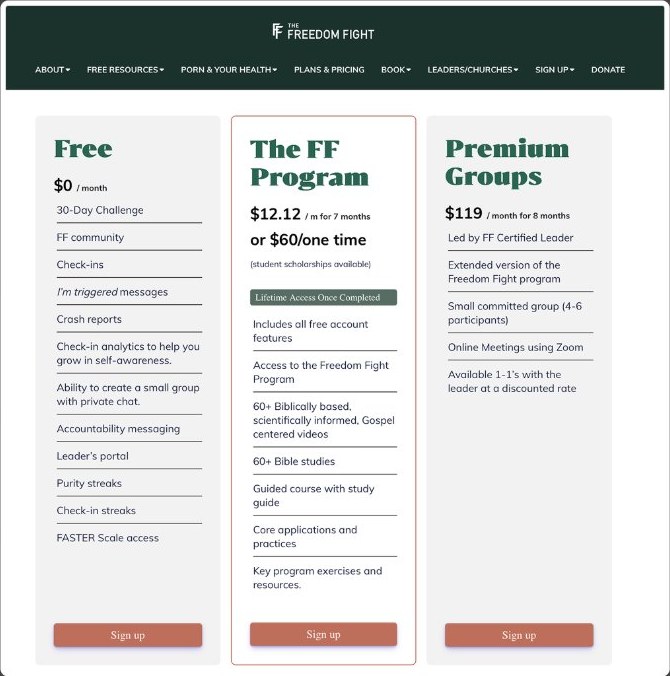 THE
FREEDOM FIGHT
ABOUT FREE RESOURCES PORN & YOUR HEALTH PLANS & PRICING BOOK LEADERS/CHURCHES SIGN UP DONATE
Free
$0 / month
30-Day Challenge
FF community
Check-ins
I'm triggered messages
Crash reports
Check-in analytics to help you
grow in self-awareness.
Ability to create a small group
with private chat.
Accountability messaging
Leader's portal
Purity streaks
Check-in streaks
FASTER Scale access
Sign up
The FF
Program
$12.12 / m for 7 months
or $60/one time
(student scholarships available)
Lifetime Access Once Completed
Includes all free account
features
Access to the Freedom Fight
Program
60+ Biblically based,
scientifically informed, Gospel
centered videos
60+ Bible studies
Guided course with study
guide
Core applications and
practices
Key program exercises and
resources.
Sign up
Premium
Groups
$119 / month for 8 months
Led by FF Certified Leader
Extended version of the
Freedom Fight program
Small committed group (4-6
participants)
Online Meetings using Zoom
Available 1-1's with the
leader at a discounted rate
Sign up